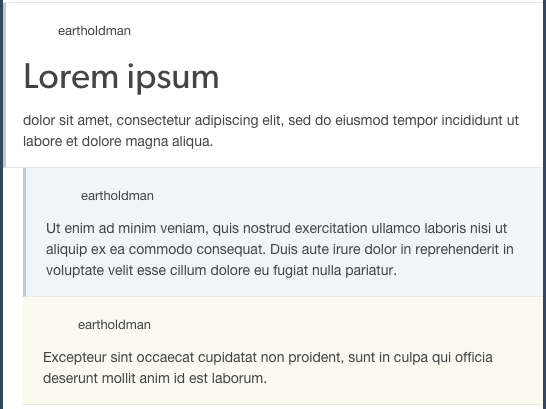 eartholdman
Lorem ipsum
dolor sit amet, consectetur adipiscing elit, sed do eiusmod tempor incididunt ut
labore et dolore magna aliqua.
eartholdman
Ut enim ad minim veniam, quis nostrud exercitation ullamco laboris nisi ut
aliquip ex ea commodo consequat. Duis aute irure dolor in reprehenderit in
voluptate velit esse cillum dolore eu fugiat nulla pariatur.
eartholdman
Excepteur sint occaecat cupidatat non proident, sunt in culpa qui officia
deserunt mollit anim id est laborum.